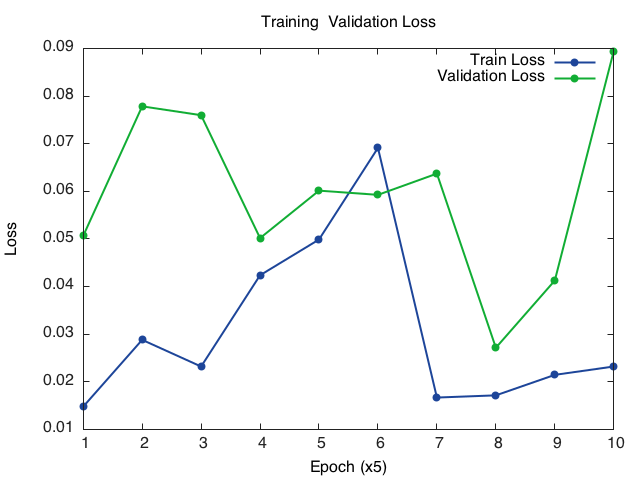 Training  Validation Loss
Train Loss
Validation Loss
0.09
0.08
0.07
0.06
0.05
0.04
0.03
0.02
0.01
Loss
1 2 3 4 5 6 7 8 9 10
Epoch (x5)